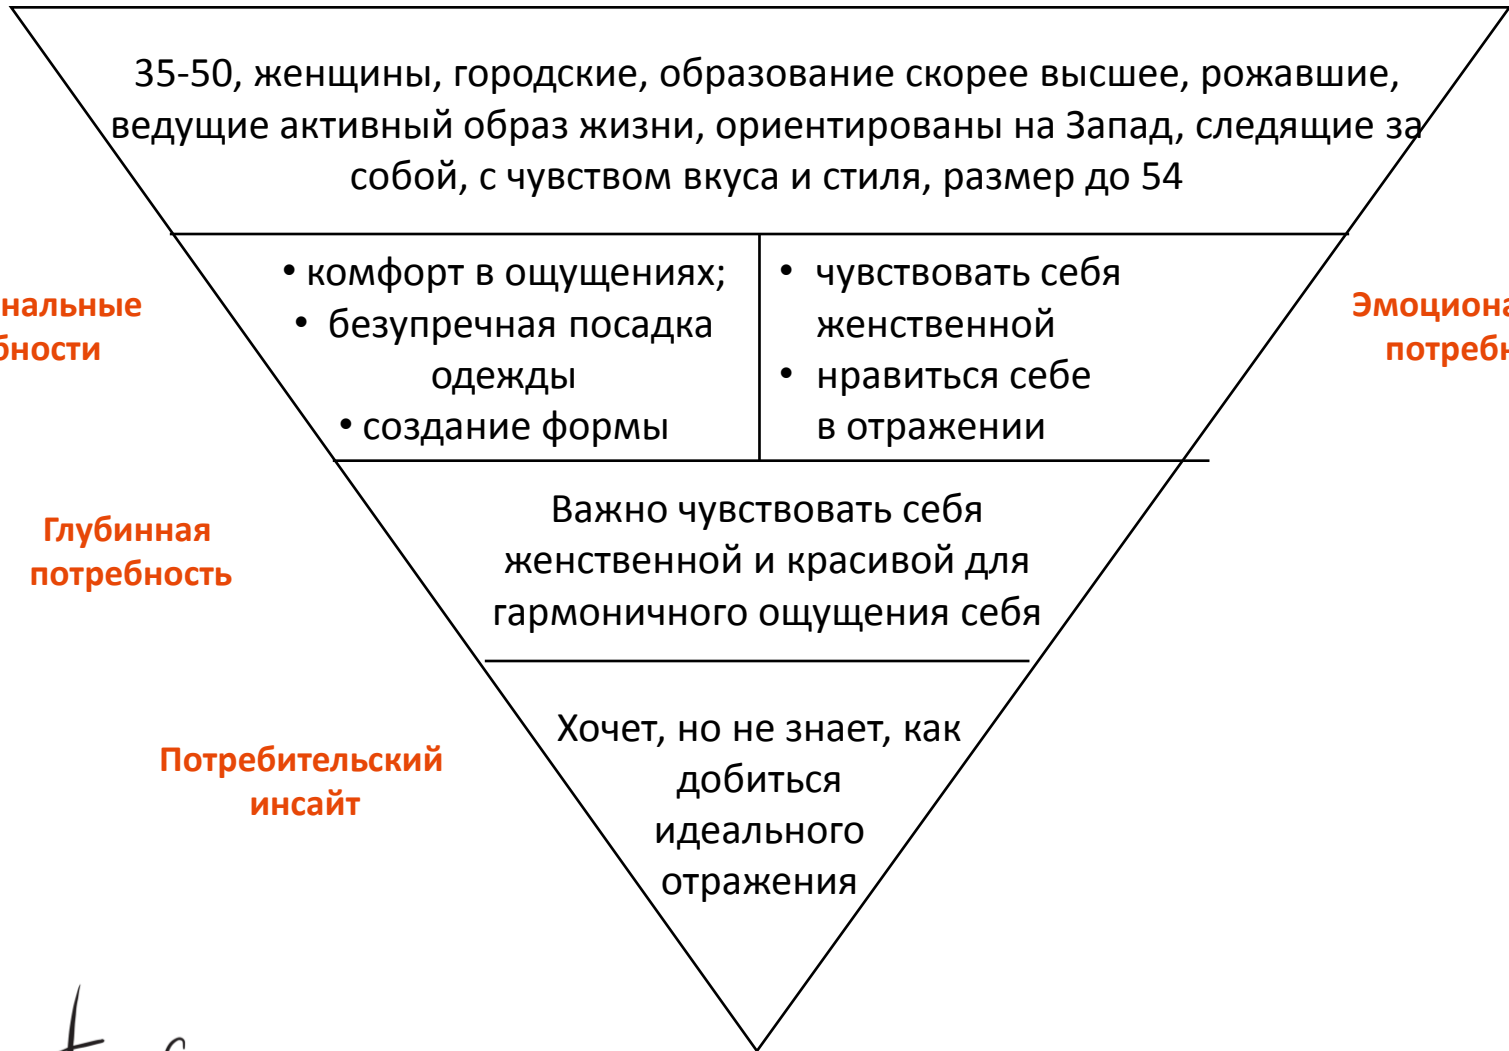 35-50, женщины, городские, образование скорее высшее, рожавшие,
ведущие активный образ жизни, ориентированы на Запад, следящие за
собой, с чувством вкуса и стиля, размер до 54
нальные
бности
• комфорт в ощущениях;
• безупречная посадка
одежды
• создание формы
• чувствовать себя
женственной
• нравиться себе
в отражении
Эмоциона
потребн
Глубинная
потребность
Важно чувствовать себя
женственной и красивой для
гармоничного ощущения себя
Потребительский
инсайт
Хочет, но не знает, как
добиться
идеального
отражения